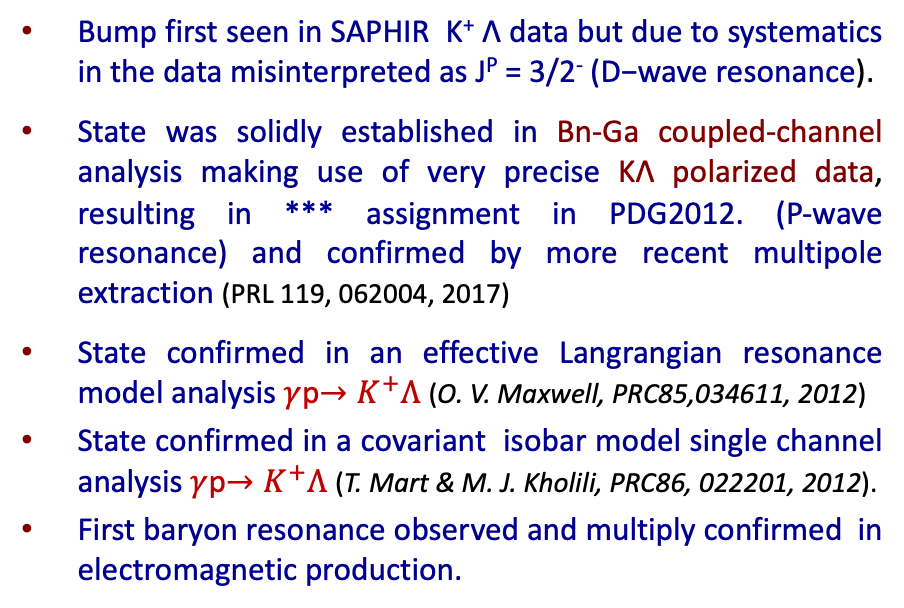 • Bump first seen in SAPHIR K⁺ Λ data but due to systematics
in the data misinterpreted as Jᴾ = 3/2⁻ (D−wave resonance).
• State was solidly established in Bn-Ga coupled-channel
analysis making use of very precise KΛ polarized data,
resulting in *** assignment in PDG2012. (P-wave
resonance) and confirmed by more recent multipole
extraction (PRL 119, 062004, 2017)
• State confirmed in an effective Langrangian resonance
model analysis γp→ K⁺Λ (O. V. Maxwell, PRC85,034611, 2012)
• State confirmed in a covariant isobar model single channel
analysis γp→ K⁺Λ (T. Mart & M. J. Kholili, PRC86, 022201, 2012).
• First baryon resonance observed and multiply confirmed in
electromagnetic production.